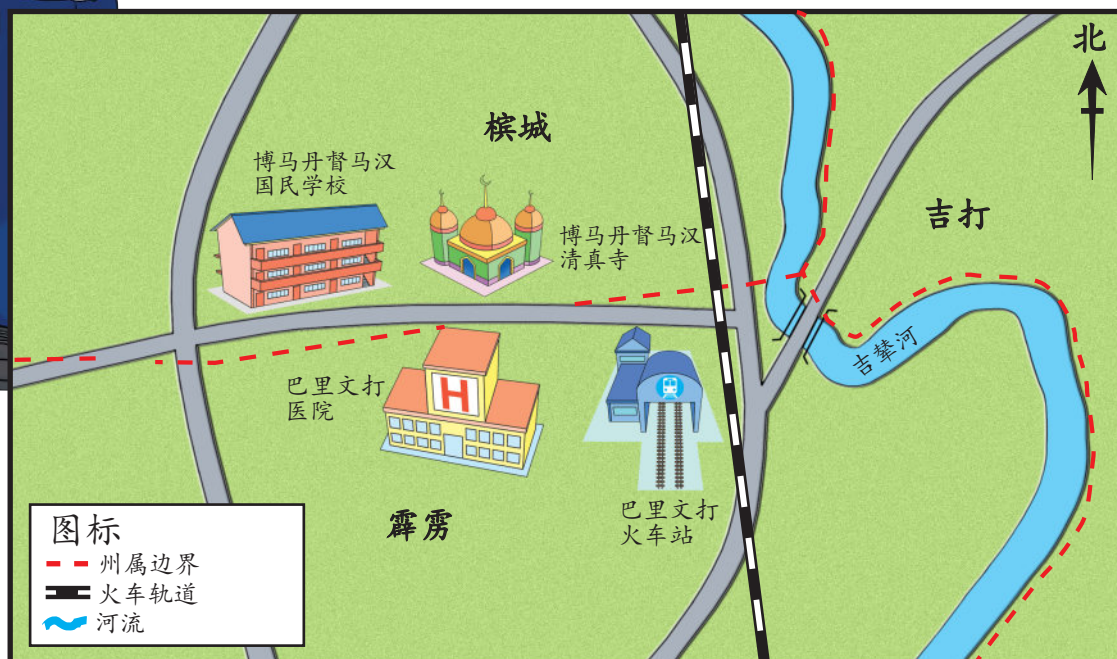 北
槟城
博马丹督马汉
国民学校
博马丹督马汉
清真寺
吉打
吉辇河
巴里文打
医院
H
巴里文打
火车站
霹雳
图标
州属边界
火车轨道
河流